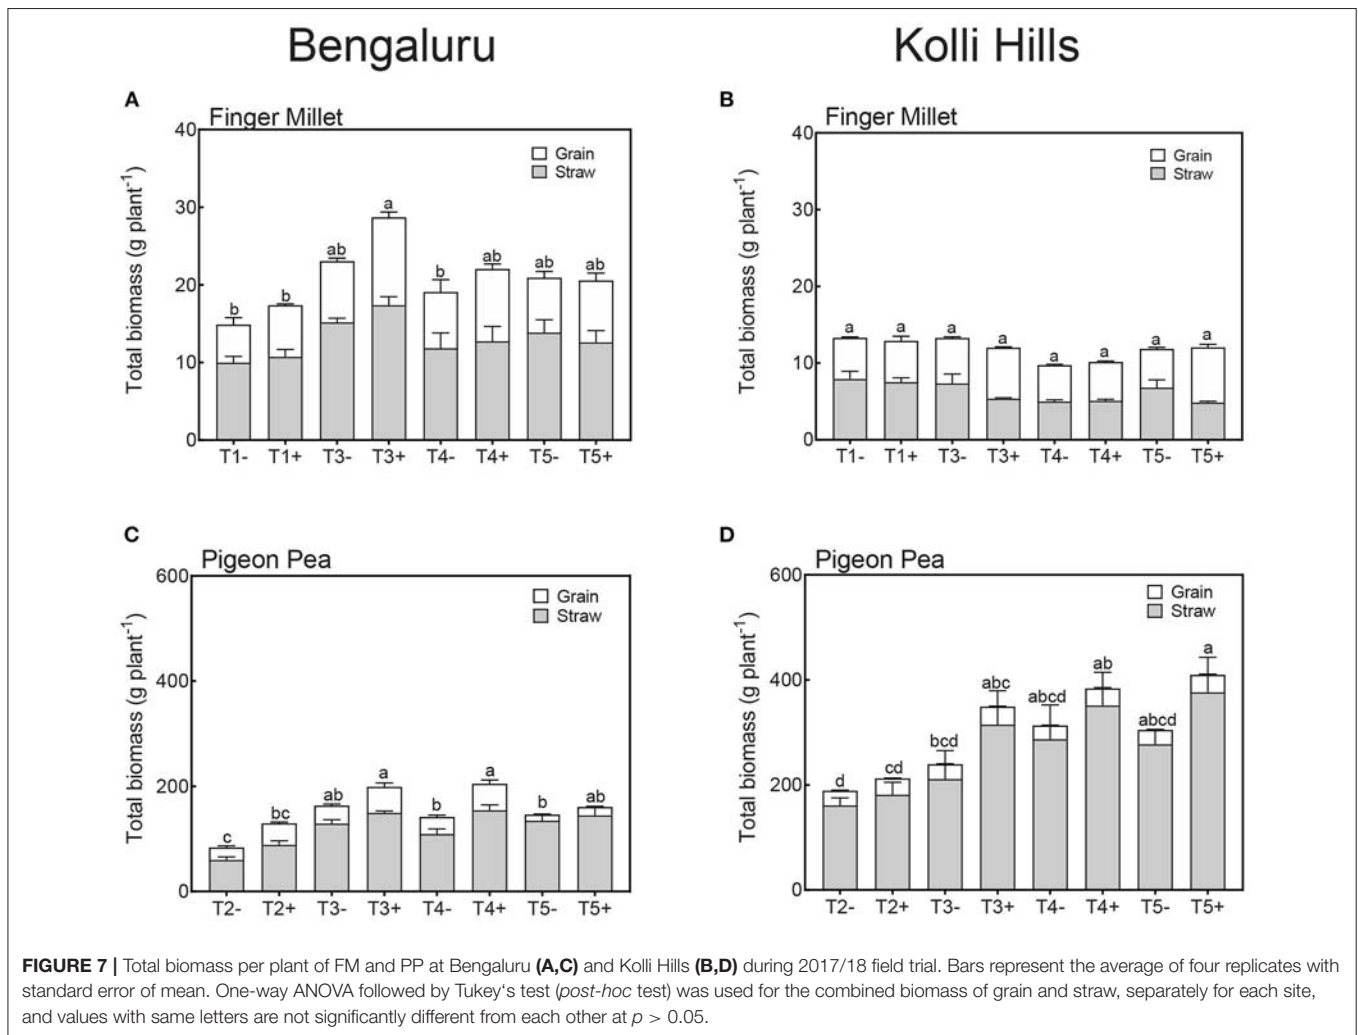 Bengaluru
Kolli Hills
A
Finger Millet
Total biomass (g plant⁻¹)
40
30
20
10
0
Grain
Straw
b
b
ab
a
b
ab
ab
ab
T1-
T1+
T3-
T3+
T4-
T4+
T5-
T5+
B
Finger Millet
Total biomass (g plant⁻¹)
40
30
20
10
0
Grain
Straw
a
a
a
a
a
a
a
a
T1-
T1+
T3-
T3+
T4-
T4+
T5-
T5+
C
Pigeon Pea
Total biomass (g plant⁻¹)
600
400
200
0
Grain
Straw
c
bc
ab
a
b
a
b
ab
T2-
T2+
T3-
T3+
T4-
T4+
T5-
T5+
D
Pigeon Pea
Total biomass (g plant⁻¹)
600
400
200
0
Grain
Straw
d
cd
bcd
abc
abcd
ab
abcd
a
T2-
T2+
T3-
T3+
T4-
T4+
T5-
T5+
FIGURE 7 | Total biomass per plant of FM and PP at Bengaluru (A,C) and Kolli Hills (B,D) during 2017/18 field trial. Bars represent the average of four replicates with
standard error of mean. One-way ANOVA followed by Tukey‘s test (post-hoc test) was used for the combined biomass of grain and straw, separately for each site,
and values with same letters are not significantly different from each other at p > 0.05.